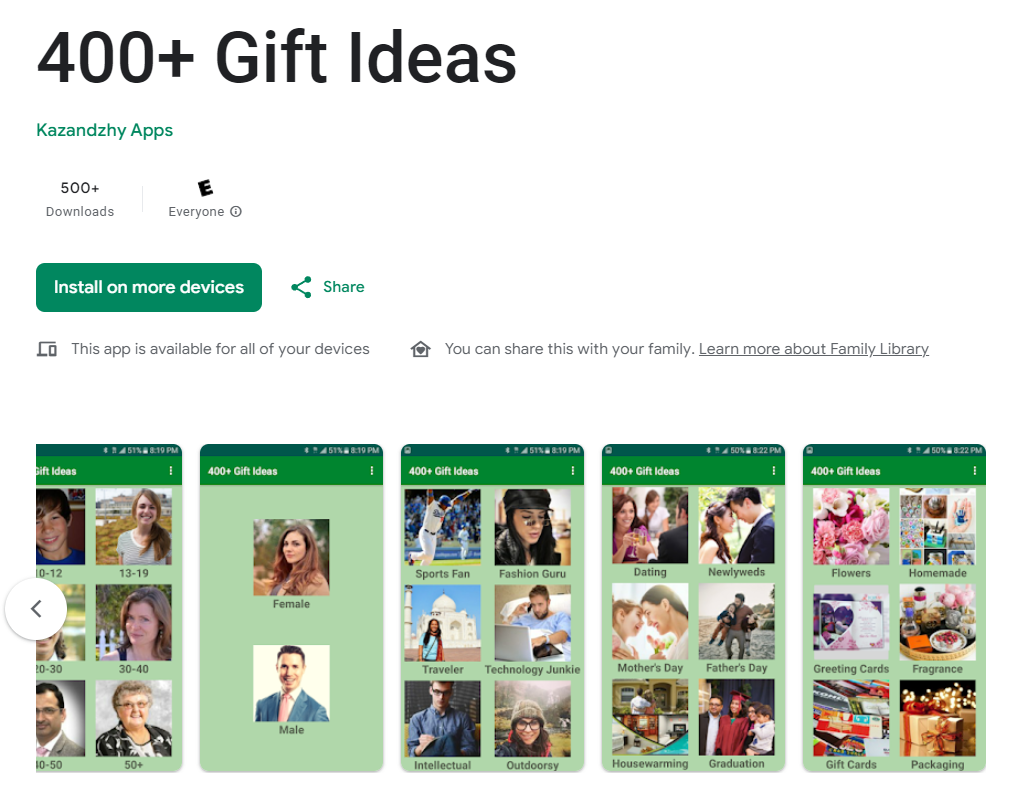 400+ Gift Ideas
Kazandzhy Apps
500+
Downloads
E
Everyone
Install on more devices
Share
This app is available for all of your devices
You can share this with your family. Learn more about Family Library
51% 8:19 PM
Gift Ideas
10-12
13-19
20-30
30-40
40-50
50+
51% 8:19 PM
400+ Gift Ideas
Female
Male
51% 8:19 PM
400+ Gift Ideas
Sports Fan
Fashion Guru
Traveler
Technology Junkie
Intellectual
Outdoorsy
50% 8:22 PM
400+ Gift Ideas
Dating
Newlyweds
Mother's Day
Father's Day
Housewarming
Graduation
50% 8:22 PM
400+ Gift Ideas
Flowers
Homemade
Greeting Cards
Fragrance
Gift Cards
Packaging